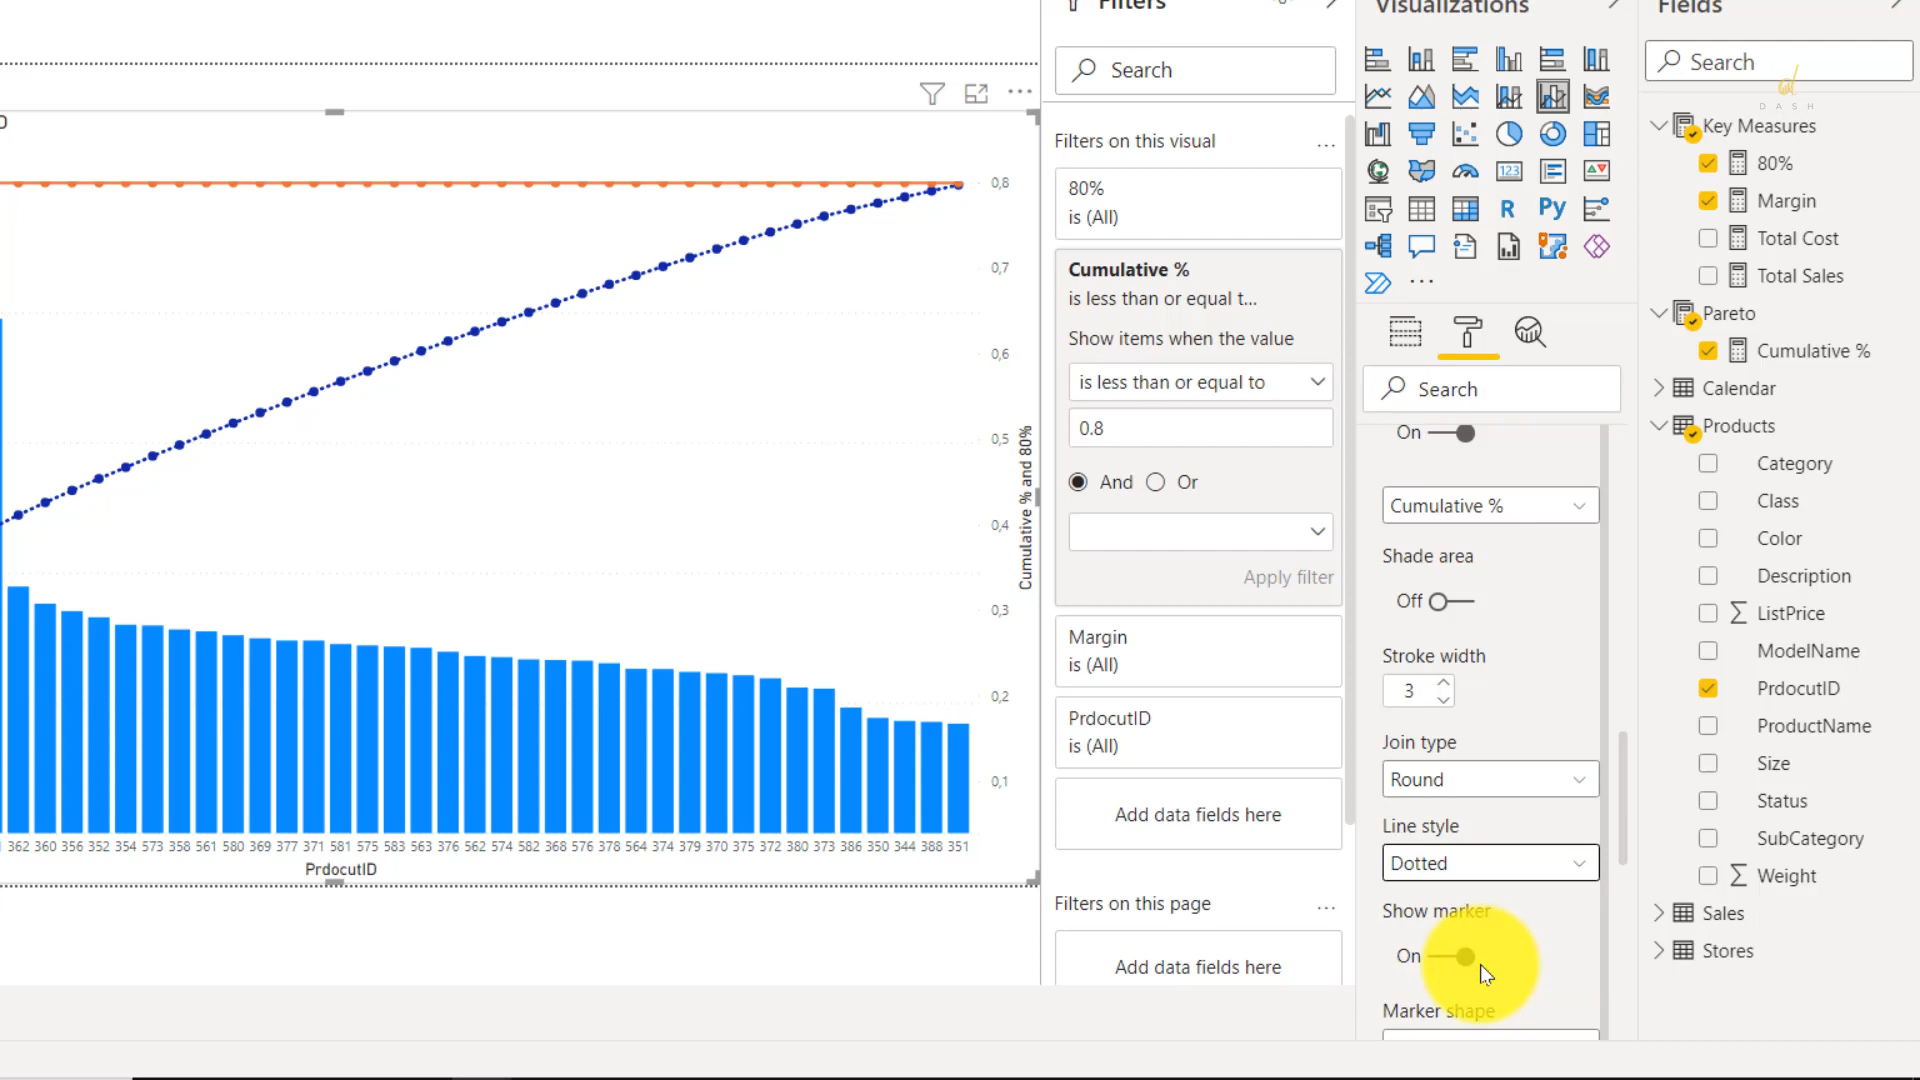 Filters
Visualizations
Fields
Search
Search
DASH
Filters on this visual
...
80%
is (All)
Cumulative %
is less than or equal t...
Show items when the value
is less than or equal to
0.8
And
Or
Apply filter
Margin
is (All)
PrdocutID
is (All)
Add data fields here
Filters on this page
...
Add data fields here
0,8
0,7
0,6
0,5
0,4
0,3
0,2
0,1
Cumulative % and 80%
362 360 356 352 354 573 358 561 580 369 377 371 581 575 583 563 376 562 574 582 368 576 378 564 374 379 370 375 372 380 373 386 350 344 388 351
PrdocutID
123
R
Py
...
Search
On
Cumulative %
Shade area
Off
Stroke width
3
Join type
Round
Line style
Dotted
Show marker
On
Marker shape
Key Measures
80%
Margin
Total Cost
Total Sales
Pareto
Cumulative %
Calendar
Products
Category
Class
Color
Description
ListPrice
ModelName
PrdocutID
ProductName
Size
Status
SubCategory
Weight
Sales
Stores